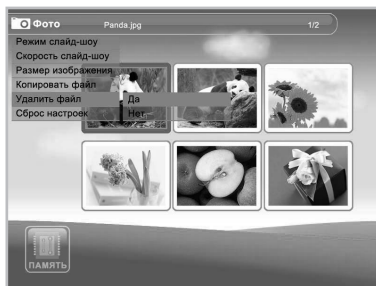 Фото Panda.jpg 1/2
Режим слайд-шоу
Скорость слайд-шоу
Размер изображения
Копировать файл
Удалить файл Да
Сброс настроек Нет
ПАМЯТЬ